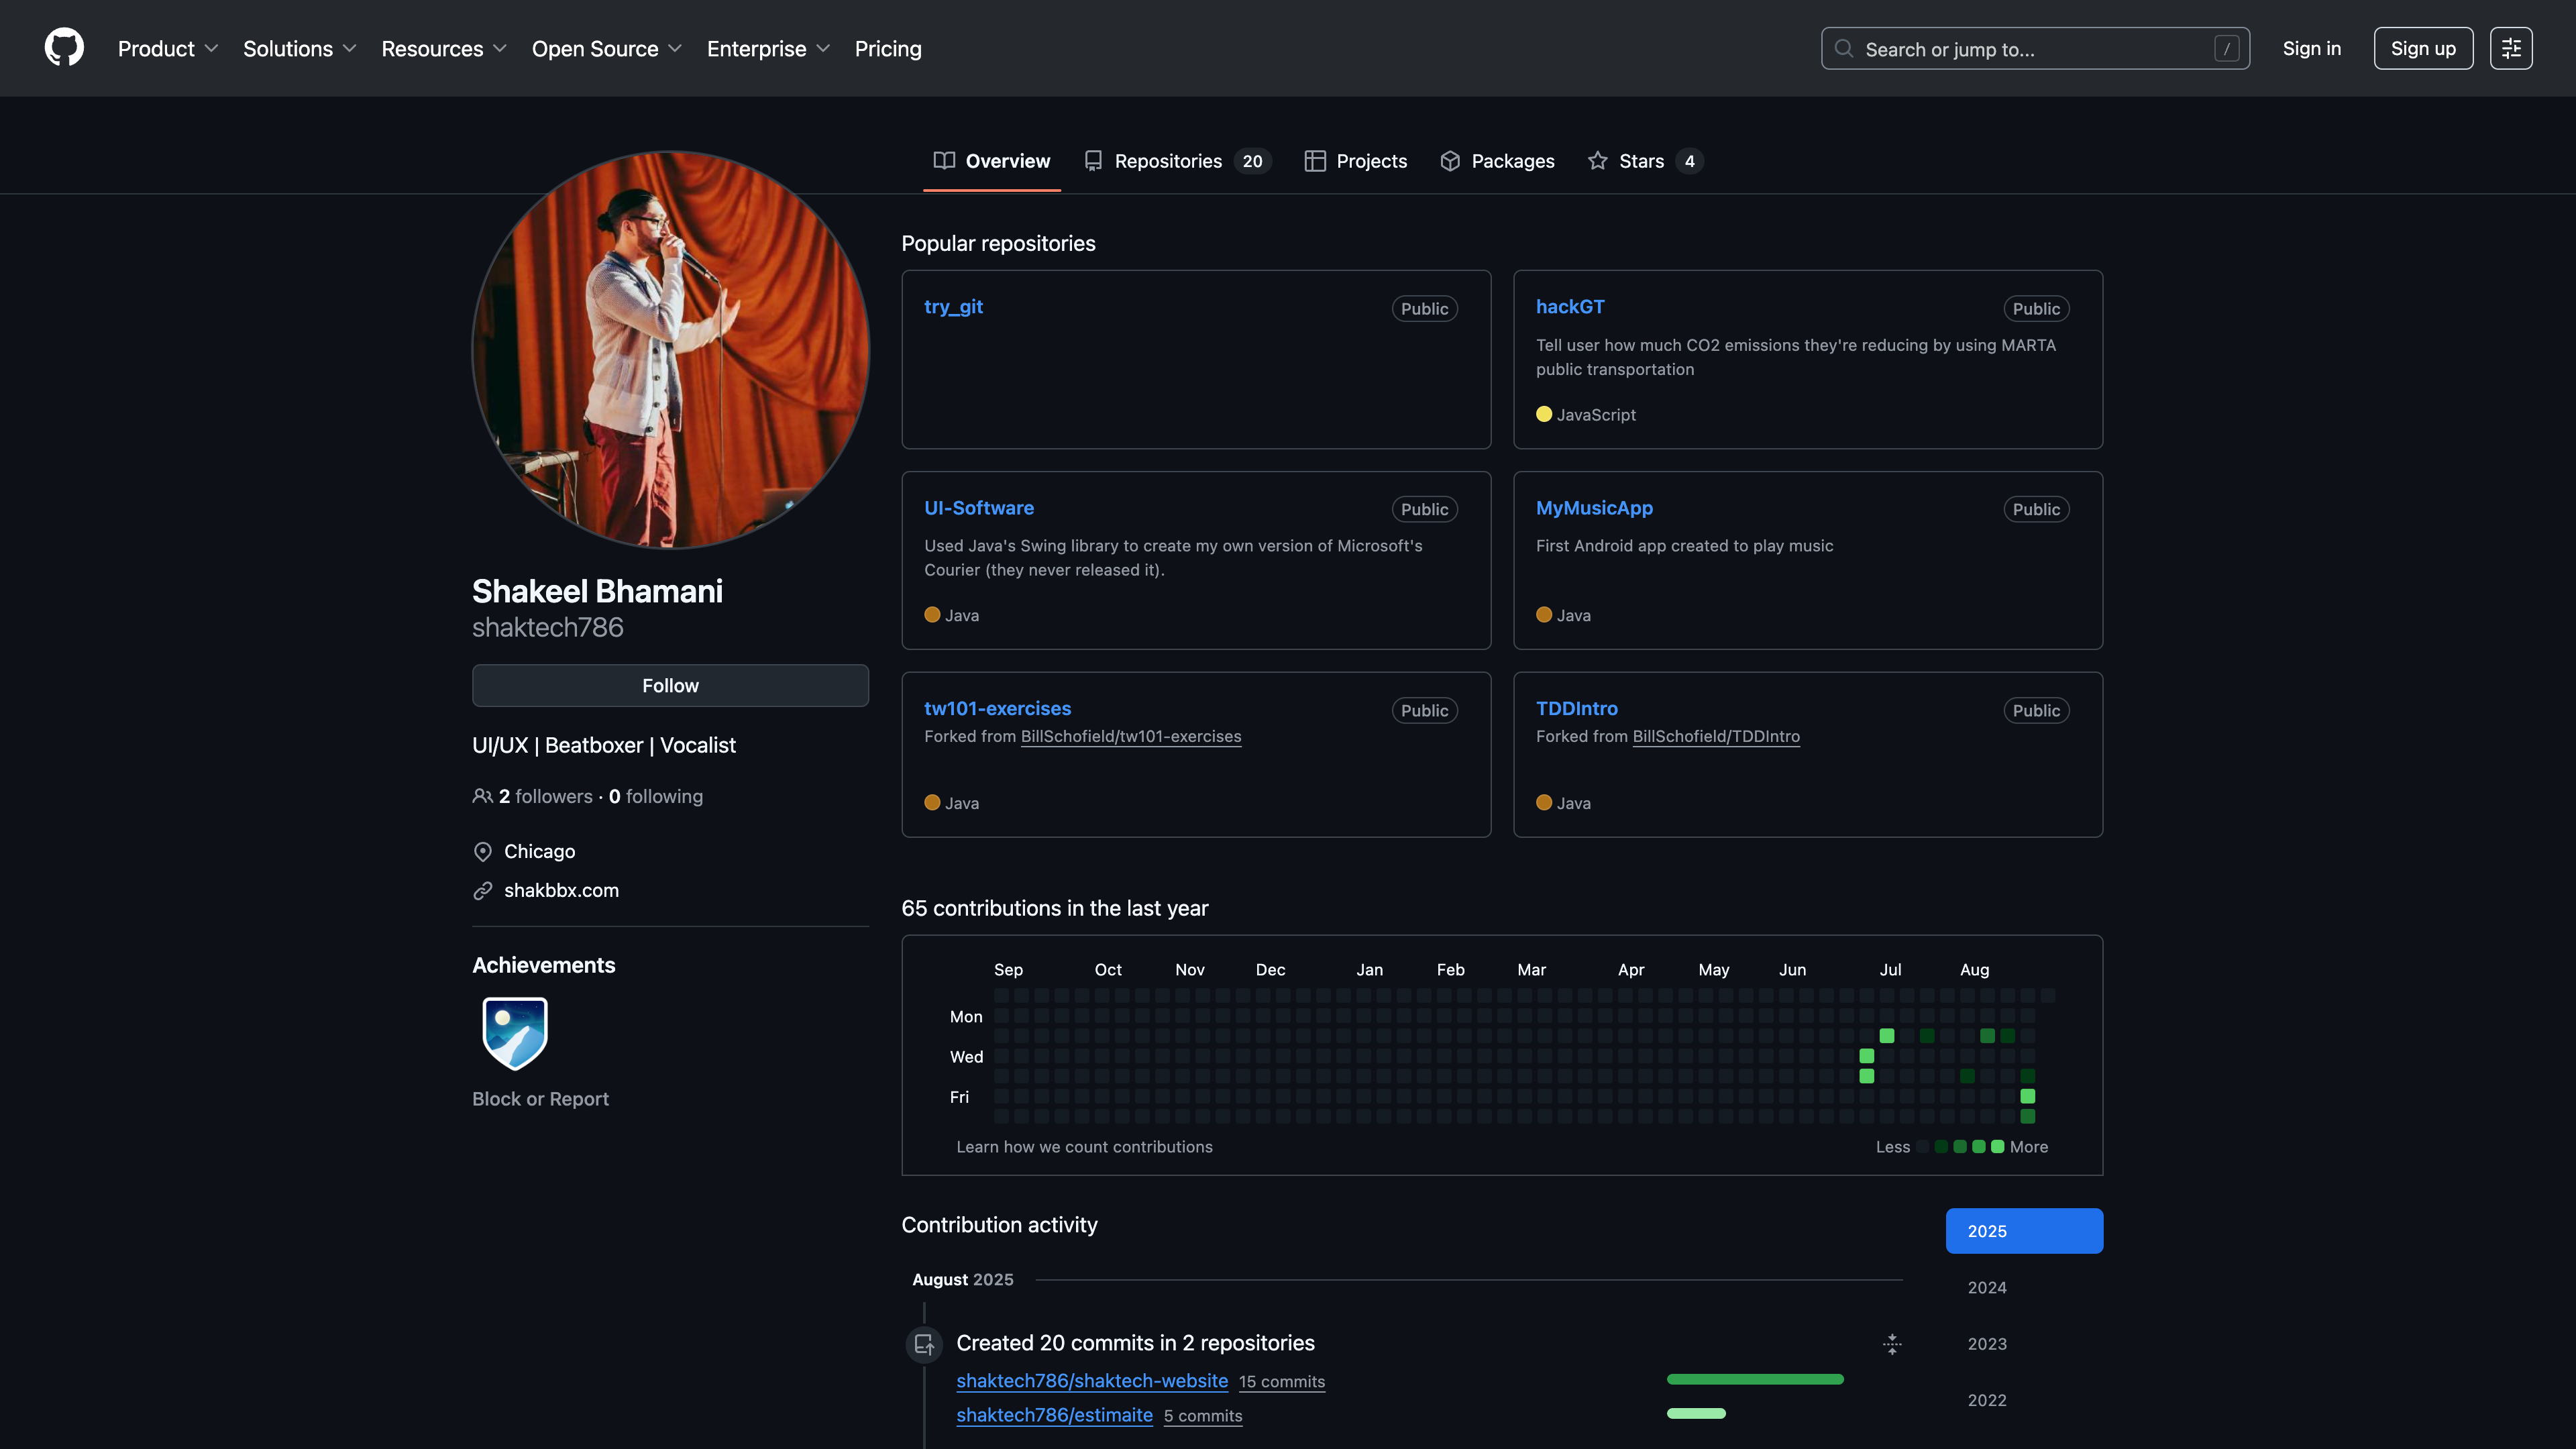 Product
Solutions
Resources
Open Source
Enterprise
Pricing
Search or jump to...
/
Sign in
Sign up
Overview
Repositories 20
Projects
Packages
Stars 4
Shakeel Bhamani
shaktech786
Follow
UI/UX | Beatboxer | Vocalist
2 followers · 0 following
Chicago
shakbbx.com
Achievements
Block or Report
Popular repositories
try_git
Public
hackGT
Public
Tell user how much CO2 emissions they're reducing by using MARTA
public transportation
JavaScript
UI-Software
Public
Used Java's Swing library to create my own version of Microsoft's
Courier (they never released it).
Java
MyMusicApp
Public
First Android app created to play music
Java
tw101-exercises
Public
Forked from BillSchofield/tw101-exercises
Java
TDDIntro
Public
Forked from BillSchofield/TDDIntro
Java
65 contributions in the last year
Sep Oct Nov Dec Jan Feb Mar Apr May Jun Jul Aug
Mon
Wed
Fri
Learn how we count contributions
Less More
Contribution activity
August 2025
Created 20 commits in 2 repositories
shaktech786/shaktech-website 15 commits
shaktech786/estimaite 5 commits
2025
2024
2023
2022